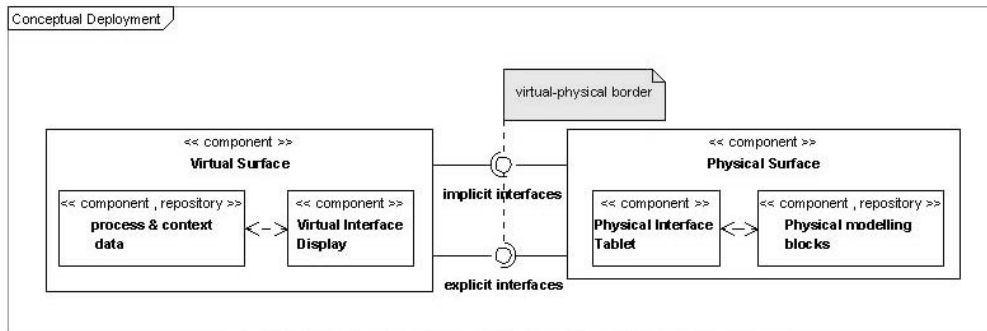 Conceptual Deployment
virtual-physical border
<< component >>
Virtual Surface
<< component , repository >>
process & context
data
<< component >>
Virtual Interface
Display
implicit interfaces
explicit interfaces
<< component >>
Physical Surface
<< component >>
Physical Interface
Tablet
<< component , repository >>
Physical modelling
blocks